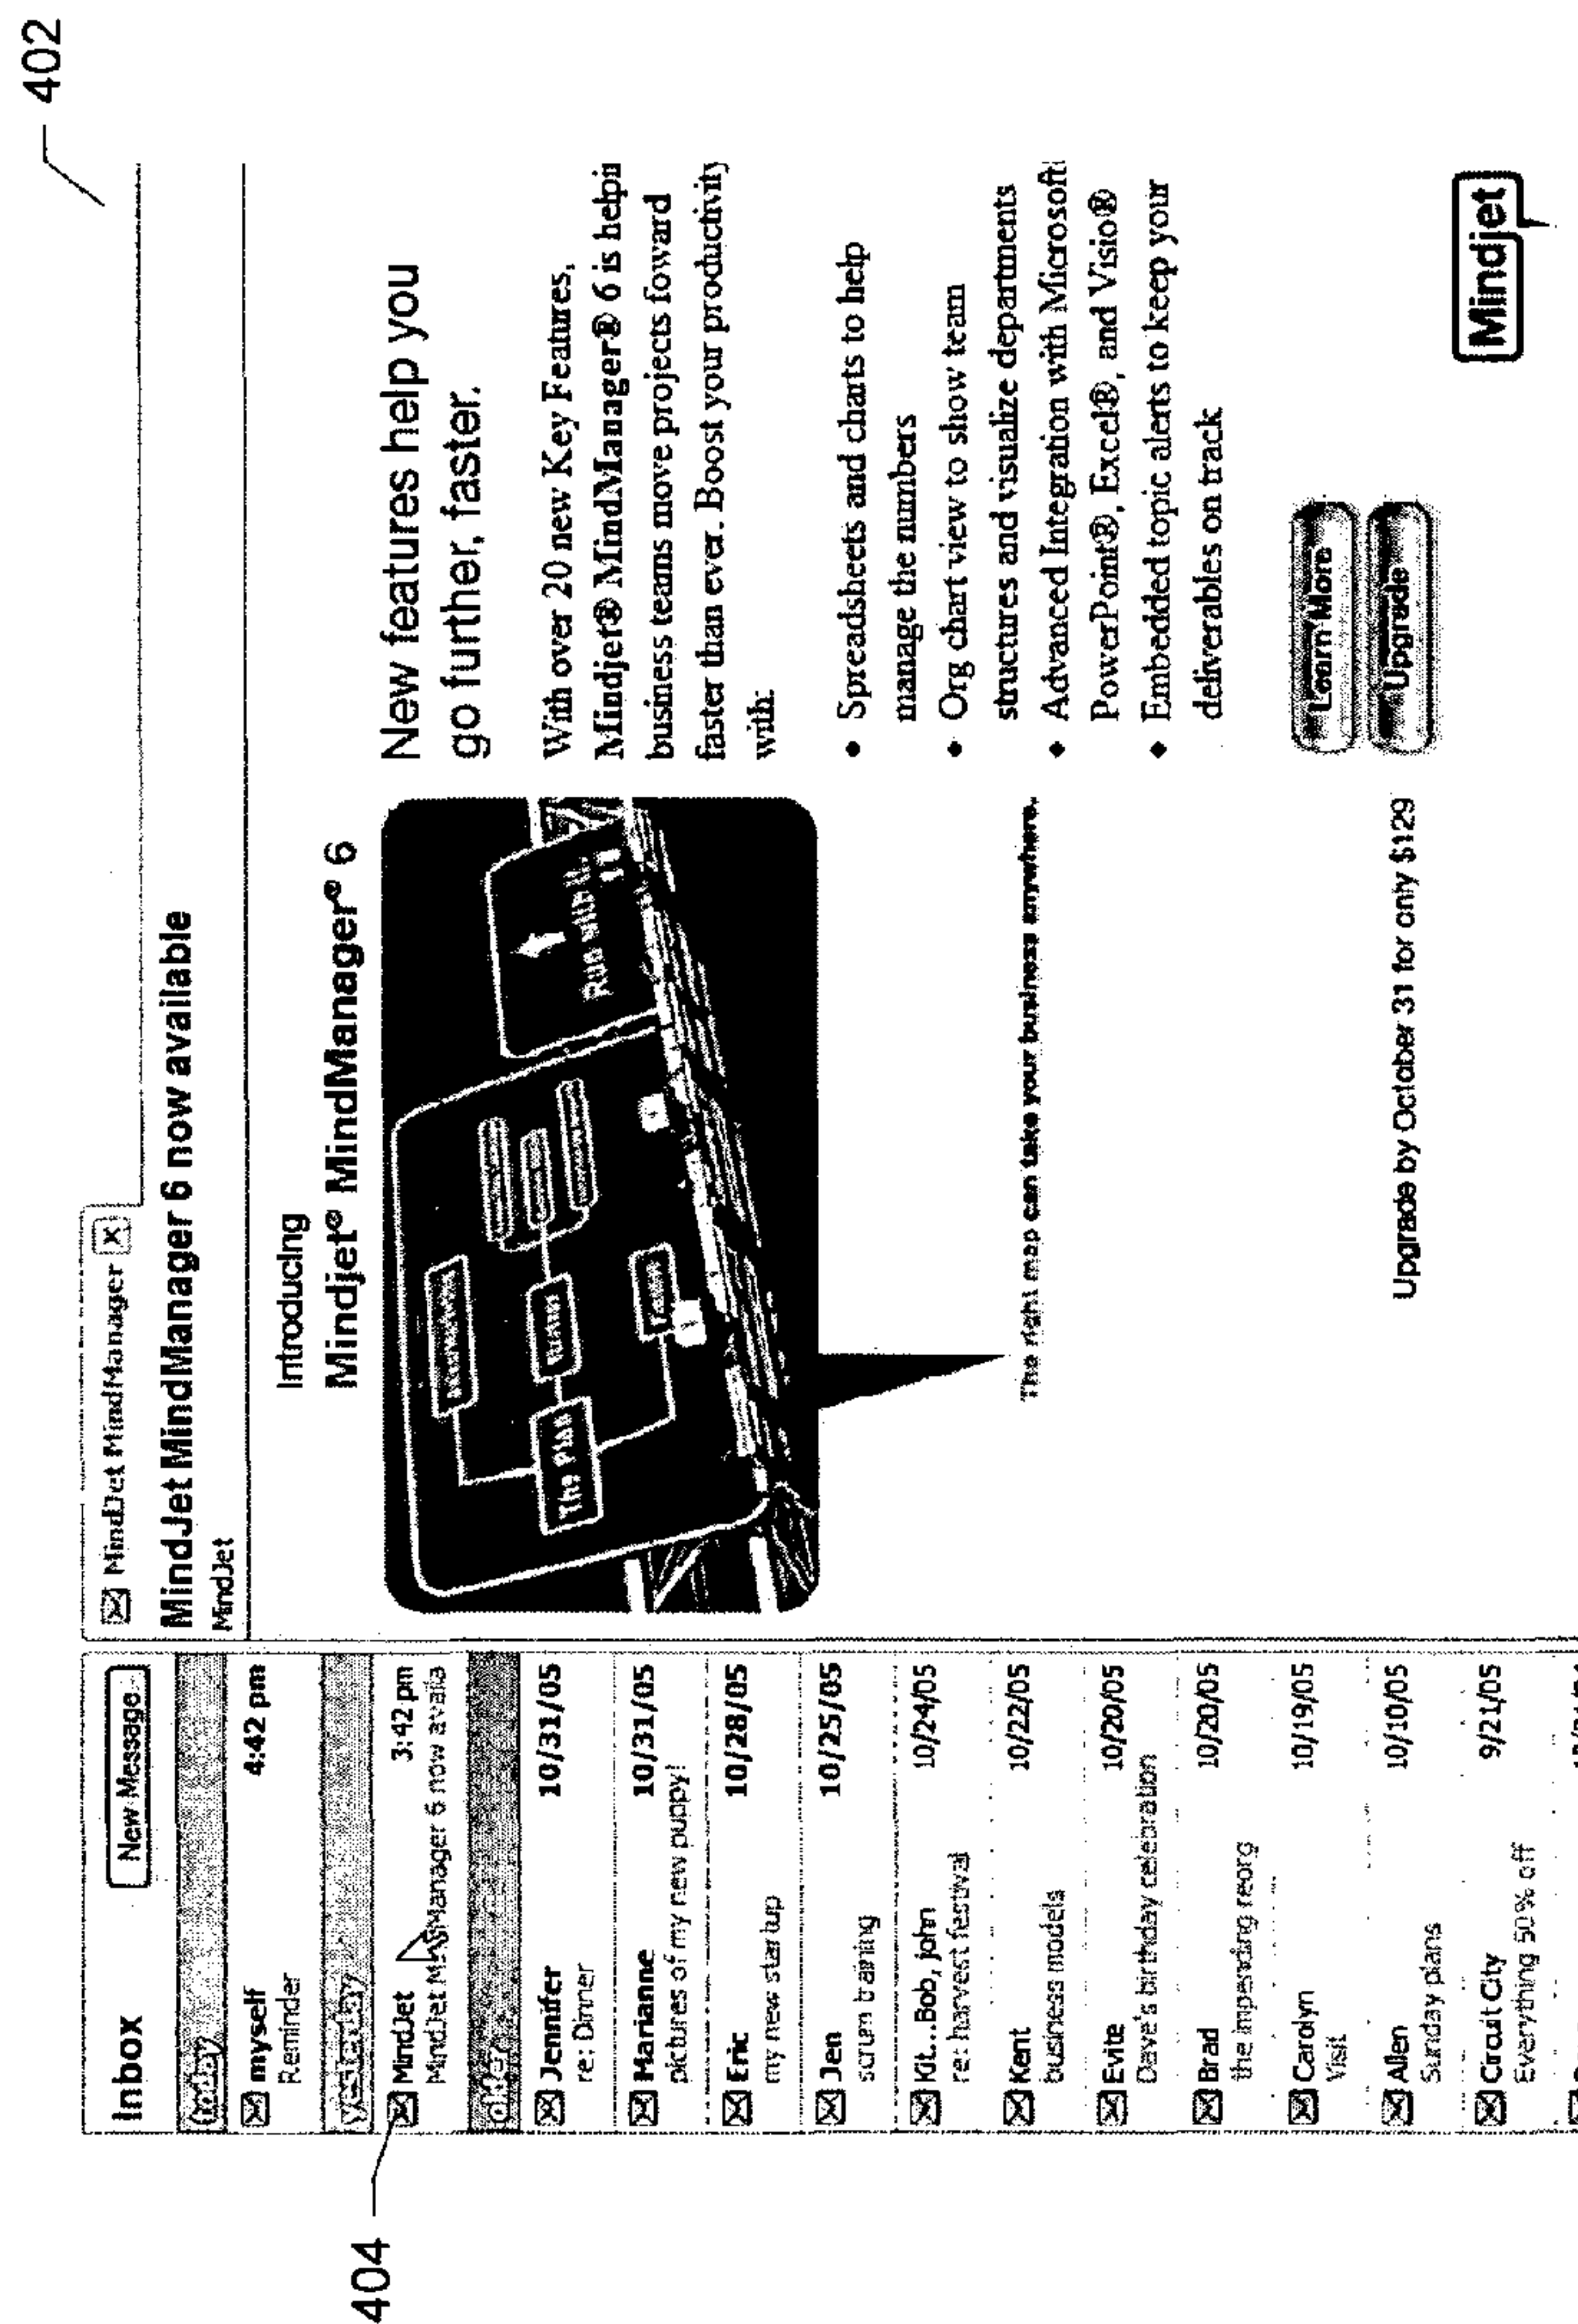 402
404
Inbox
New Message
today
myself 4:42 pm
Reminder
yesterday
MindJet 3:42 pm
MindJet Manager 6 now availa
older
Jennifer 10/31/05
re: Dinner
Marianne 10/31/05
pictures of my new puppy!
Eric 10/28/05
my new startup
Jen 10/25/05
scrum training
Kit..Bob, john 10/24/05
re: harvest festival
Kent 10/22/05
business models
Evite 10/20/05
Dave's birthday celebration
Brad 10/20/05
the impending reorg
Carolyn 10/19/05
Visit
Allen 10/10/05
Sunday plans
Circuit City 9/21/05
Everything 50% off
MindJet MindManager X
MindJet MindManager 6 now available
MindJet
Introducing
Mindjet® MindManager® 6
The Plan
Run with it.
The right map can take your business anywhere.
New features help you
go further, faster.
With over 20 new Key Features,
Mindjet® MindManager® 6 is helpin
business teams move projects foward
faster than ever. Boost your productivity
with:
• Spreadsheets and charts to help
manage the numbers
• Org chart view to show team
structures and visualize departments
• Advanced Integration with Microsoft
PowerPoint®, Excel®, and Visio®
• Embedded topic alerts to keep your
deliverables on track
Upgrade by October 31 for only $129
Learn More
Upgrade
Mindjet